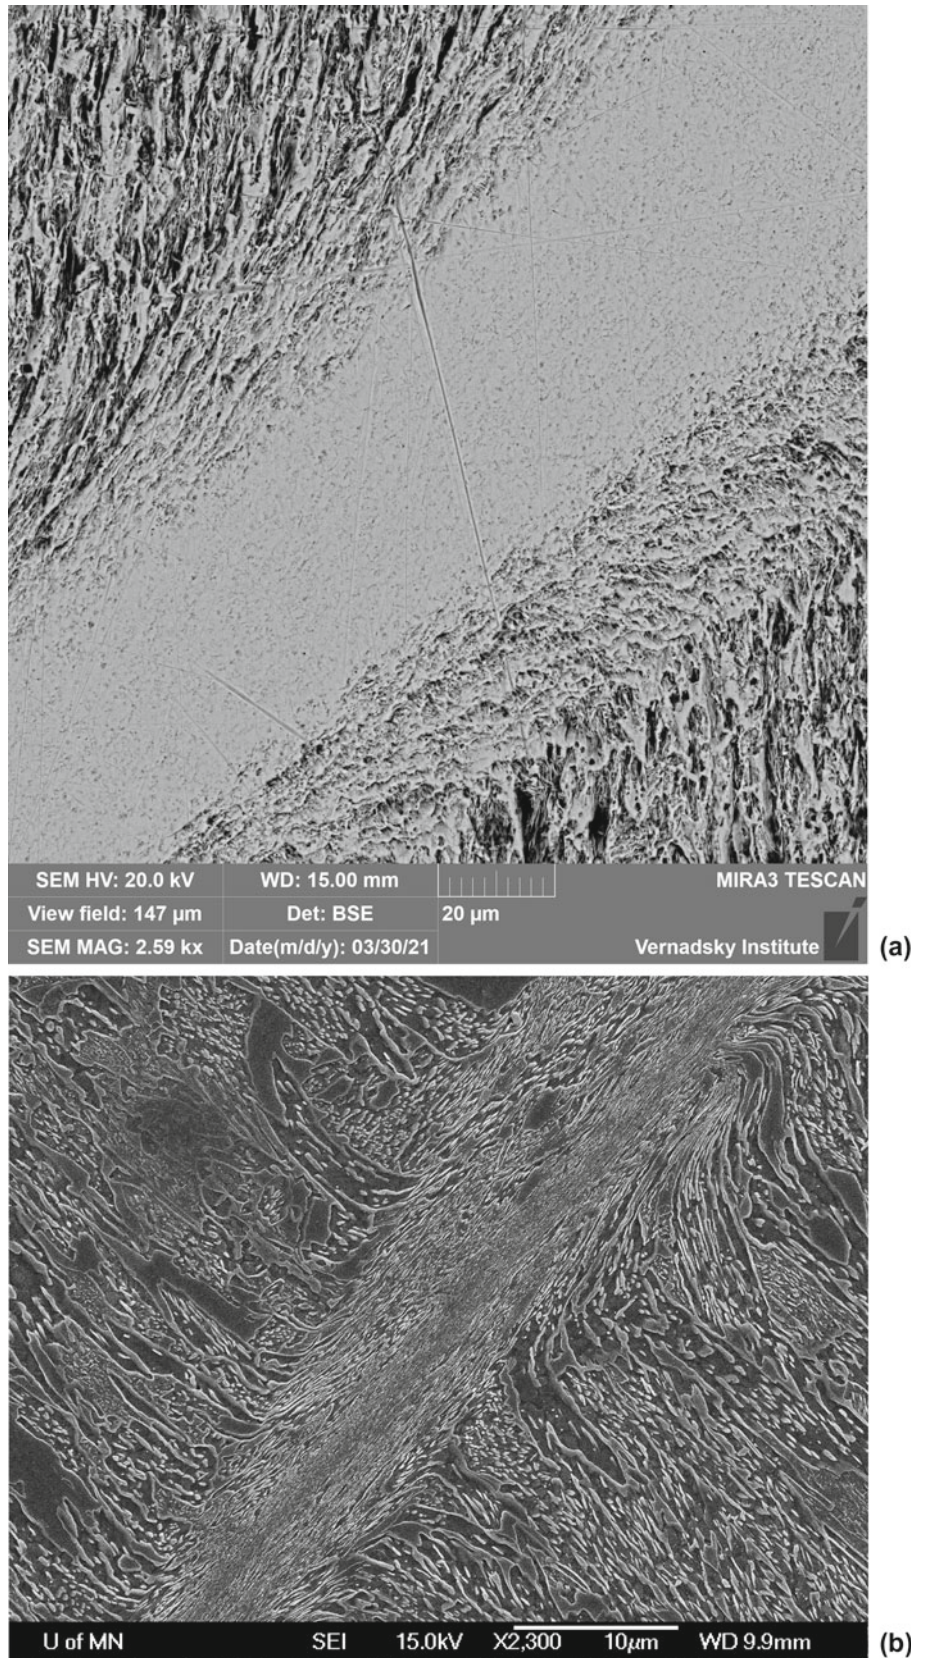 SEM HV: 20.0 kV WD: 15.00 mm MIRA3 TESCAN
View field: 147 µm Det: BSE 20 µm
SEM MAG: 2.59 kx Date(m/d/y): 03/30/21 Vernadsky Institute
(a)
U of MN SEI 15.0kV X2,300 10µm WD 9.9mm
(b)